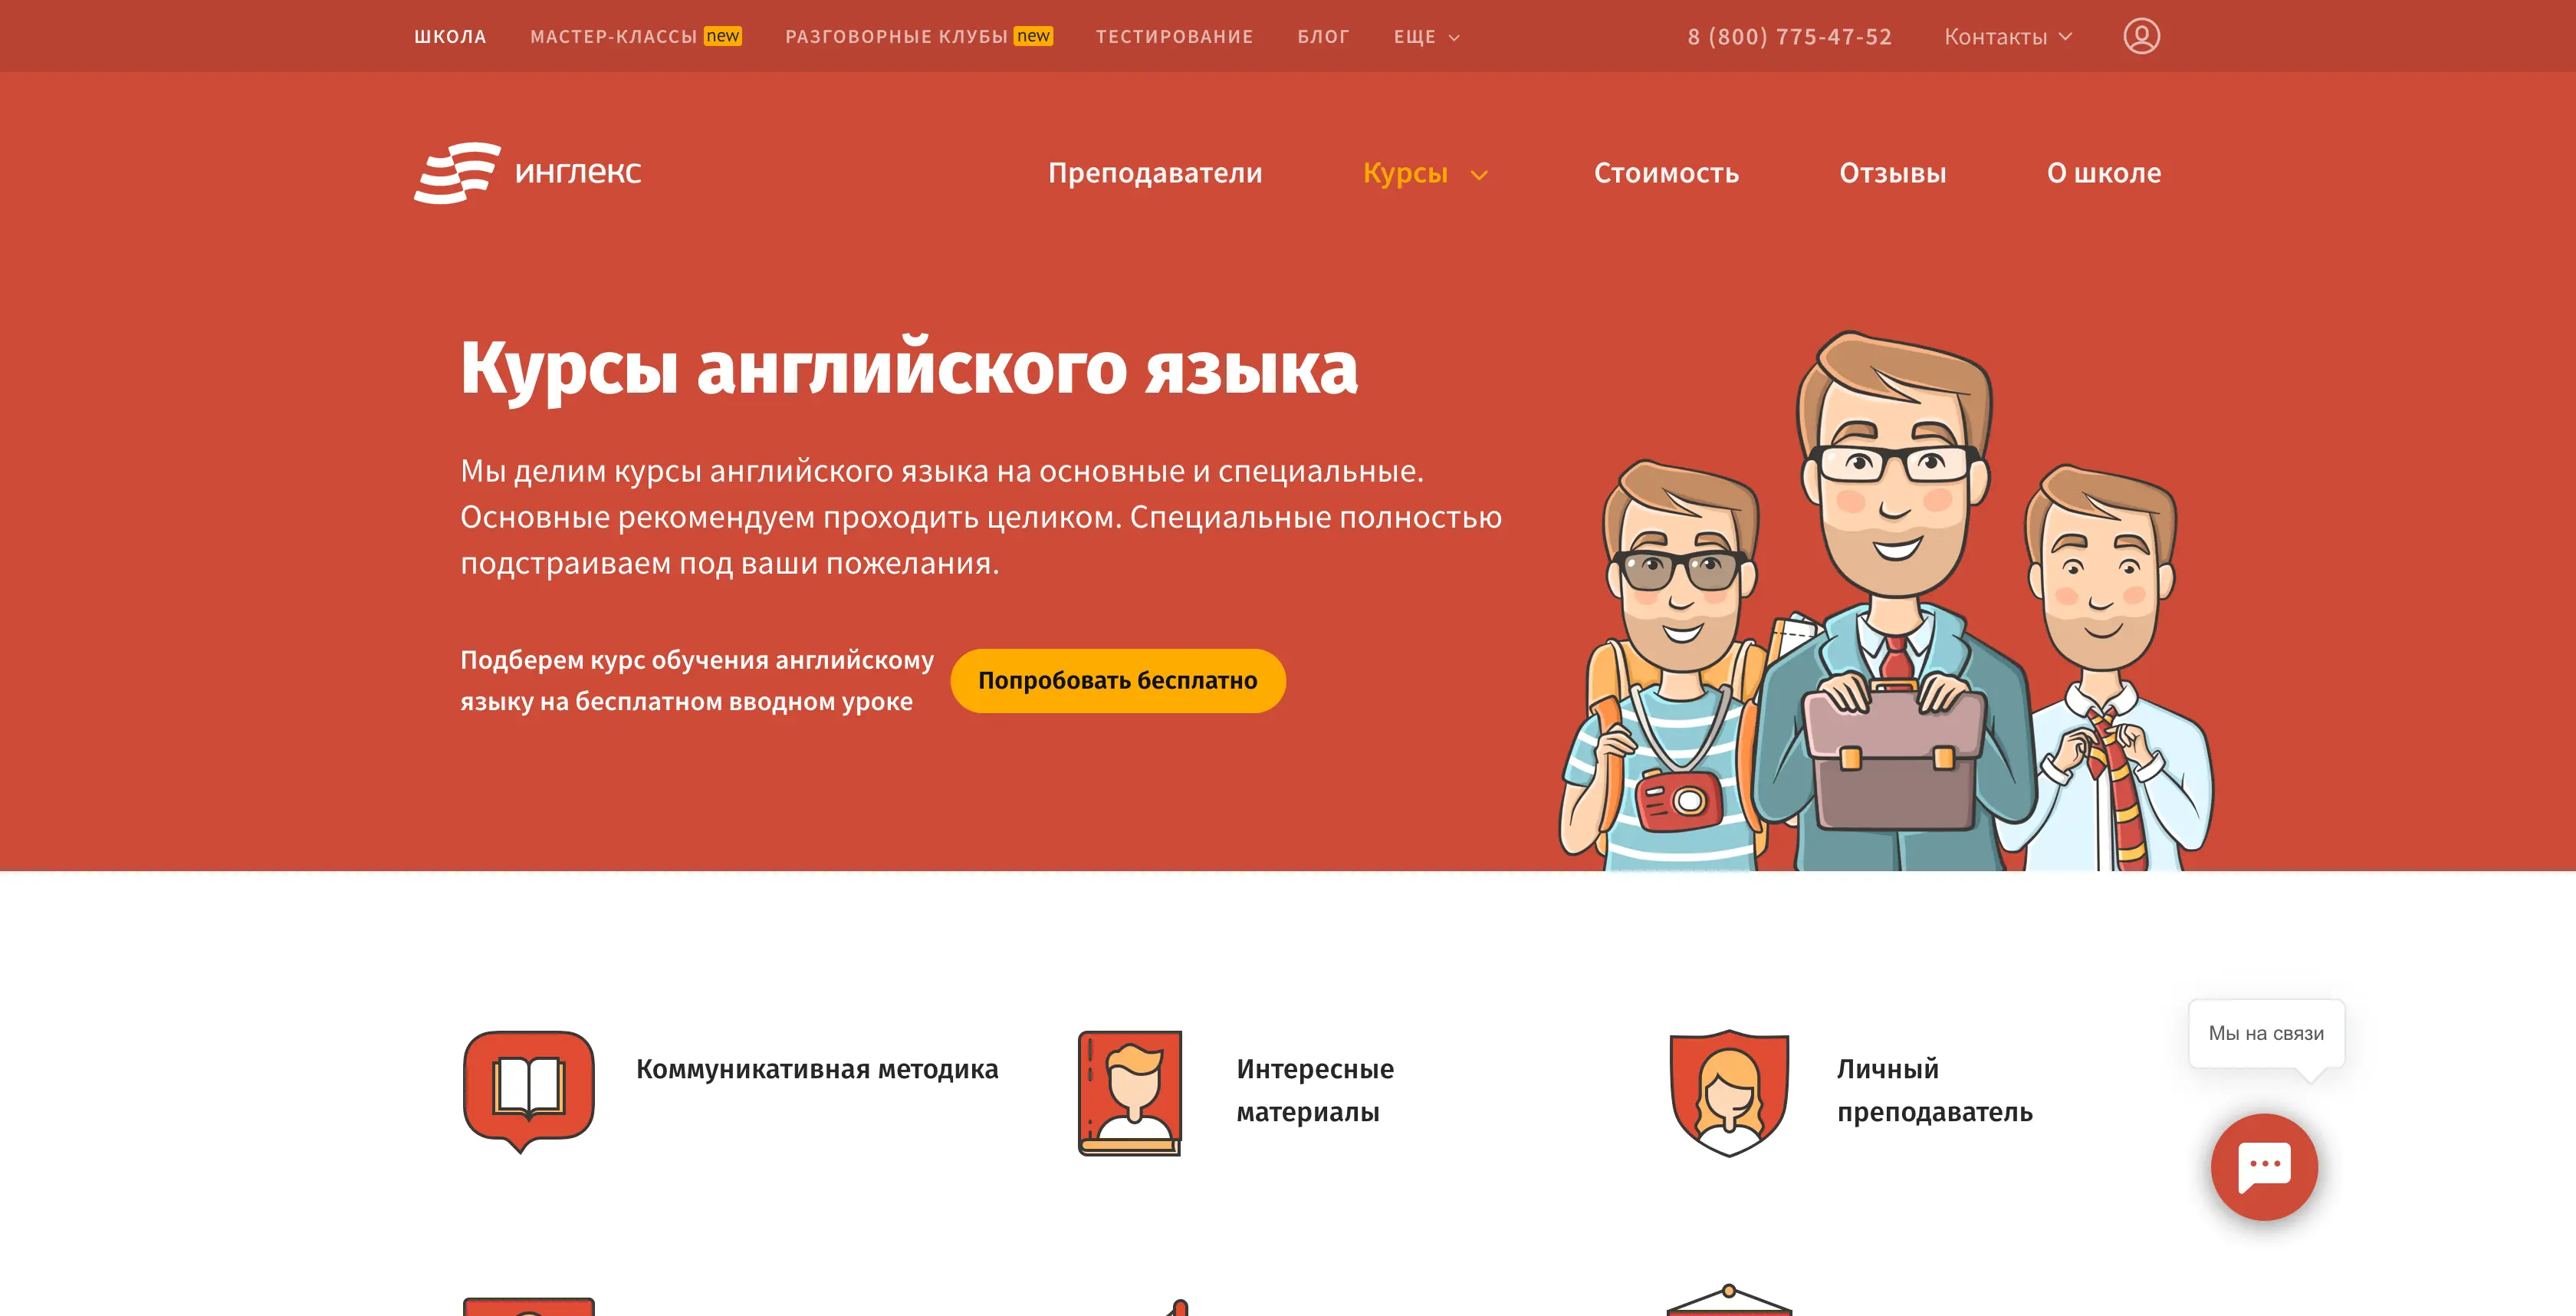 ШКОЛА
МАСТЕР-КЛАССЫ new
РАЗГОВОРНЫЕ КЛУБЫ new
ТЕСТИРОВАНИЕ
БЛОГ
ЕЩЕ
8 (800) 775-47-52
Контакты
инглекс
Преподаватели
Курсы
Стоимость
Отзывы
О школе
Курсы английского языка
Мы делим курсы английского языка на основные и специальные.
Основные рекомендуем проходить целиком. Специальные полностью
подстраиваем под ваши пожелания.
Подберем курс обучения английскому
языку на бесплатном вводном уроке
Попробовать бесплатно
Коммуникативная методика
Интересные
материалы
Личный
преподаватель
Мы на связи